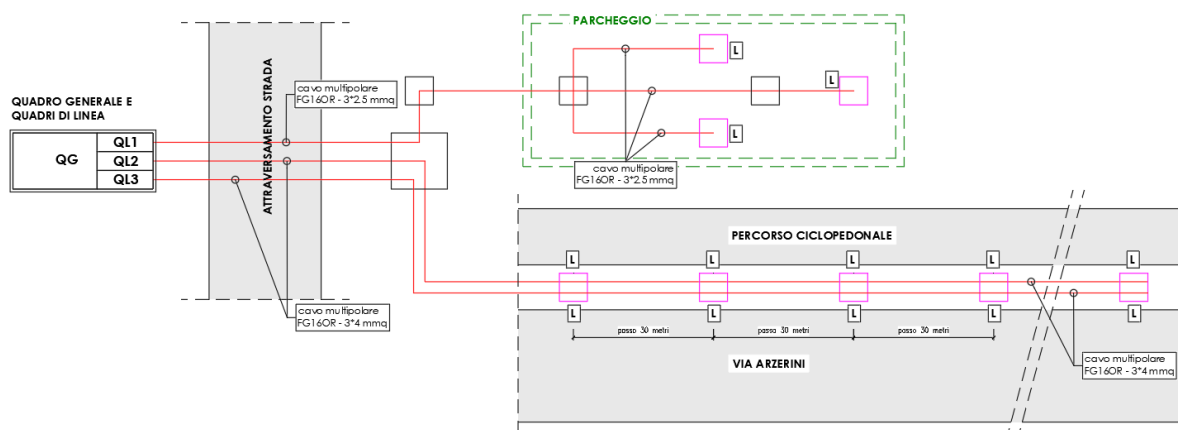 PARCHEGGIO
L
L
L
cavo multipolare
FG16OR - 3*2.5 mmq
ATTRAVERSAMENTO STRADA
QUADRO GENERALE E
QUADRI DI LINEA
QG
QL1
QL2
QL3
cavo multipolare
FG16OR - 3*2.5 mmq
PERCORSO CICLOPEDONALE
L
L
L
L
L
cavo multipolare
FG16OR - 3*4 mmq
L
L
L
L
L
passo 30 metri
passo 30 metri
passo 30 metri
VIA ARZERINI
cavo multipolare
FG16OR - 3*4 mmq